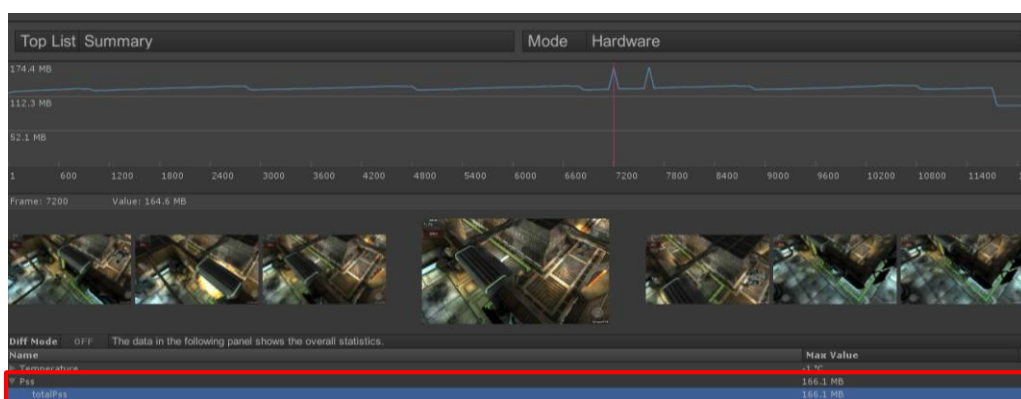 Top List Summary Mode Hardware
174.4 MB
112.3 MB
52.1 MB
1 600 1200 1800 2400 3000 3600 4200 4800 5400 6000 6600 7200 7800 8400 9000 9600 10200 10800 11400
Frame: 7200 Value: 164.6 MB
Diff Mode OFF The data in the following panel shows the overall statistics.
Name Max Value
Temperature -1 °C
Pss 166.1 MB
totalPss 166.1 MB